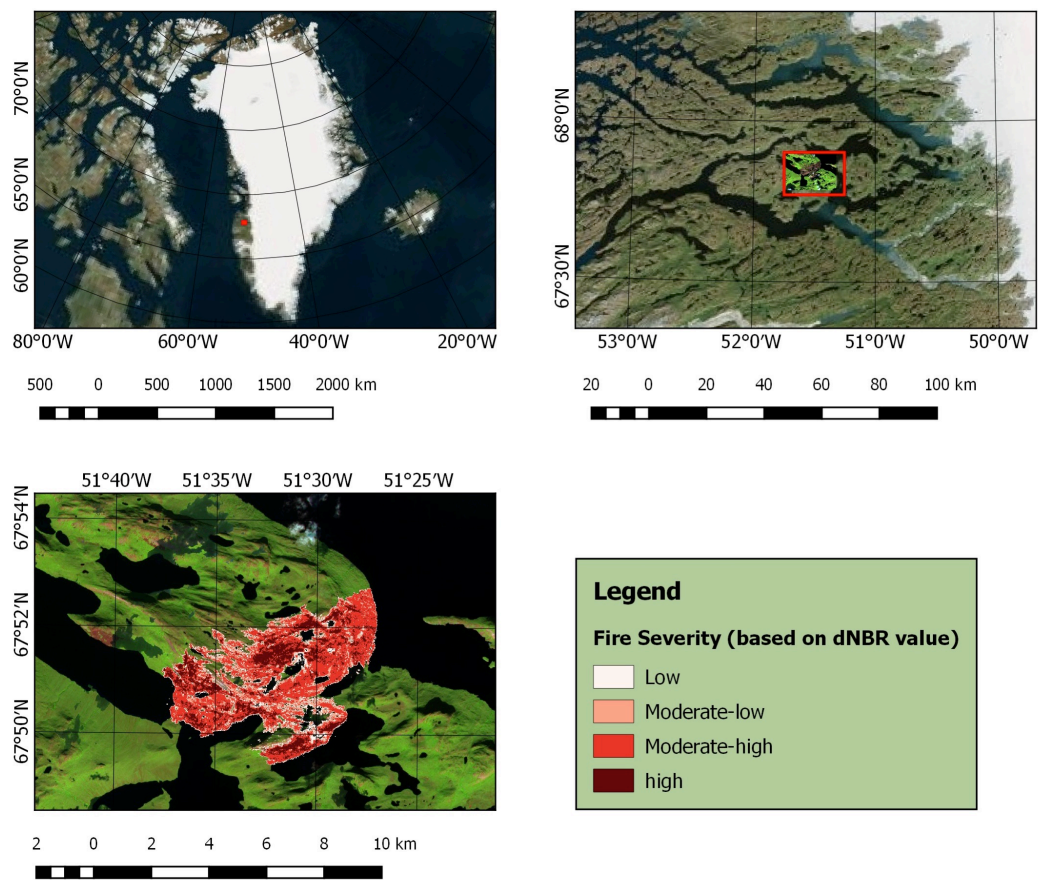 70°0′N
65°0′N
60°0′N
80°0′W 60°0′W 40°0′W 20°0′W
500 0 500 1000 1500 2000 km
68°0′N
67°30′N
53°0′W 52°0′W 51°0′W 50°0′W
20 0 20 40 60 80 100 km
51°40′W 51°35′W 51°30′W 51°25′W
67°54′N
67°52′N
67°50′N
2 0 2 4 6 8 10 km
Legend
Fire Severity (based on dNBR value)
Low
Moderate-low
Moderate-high
high